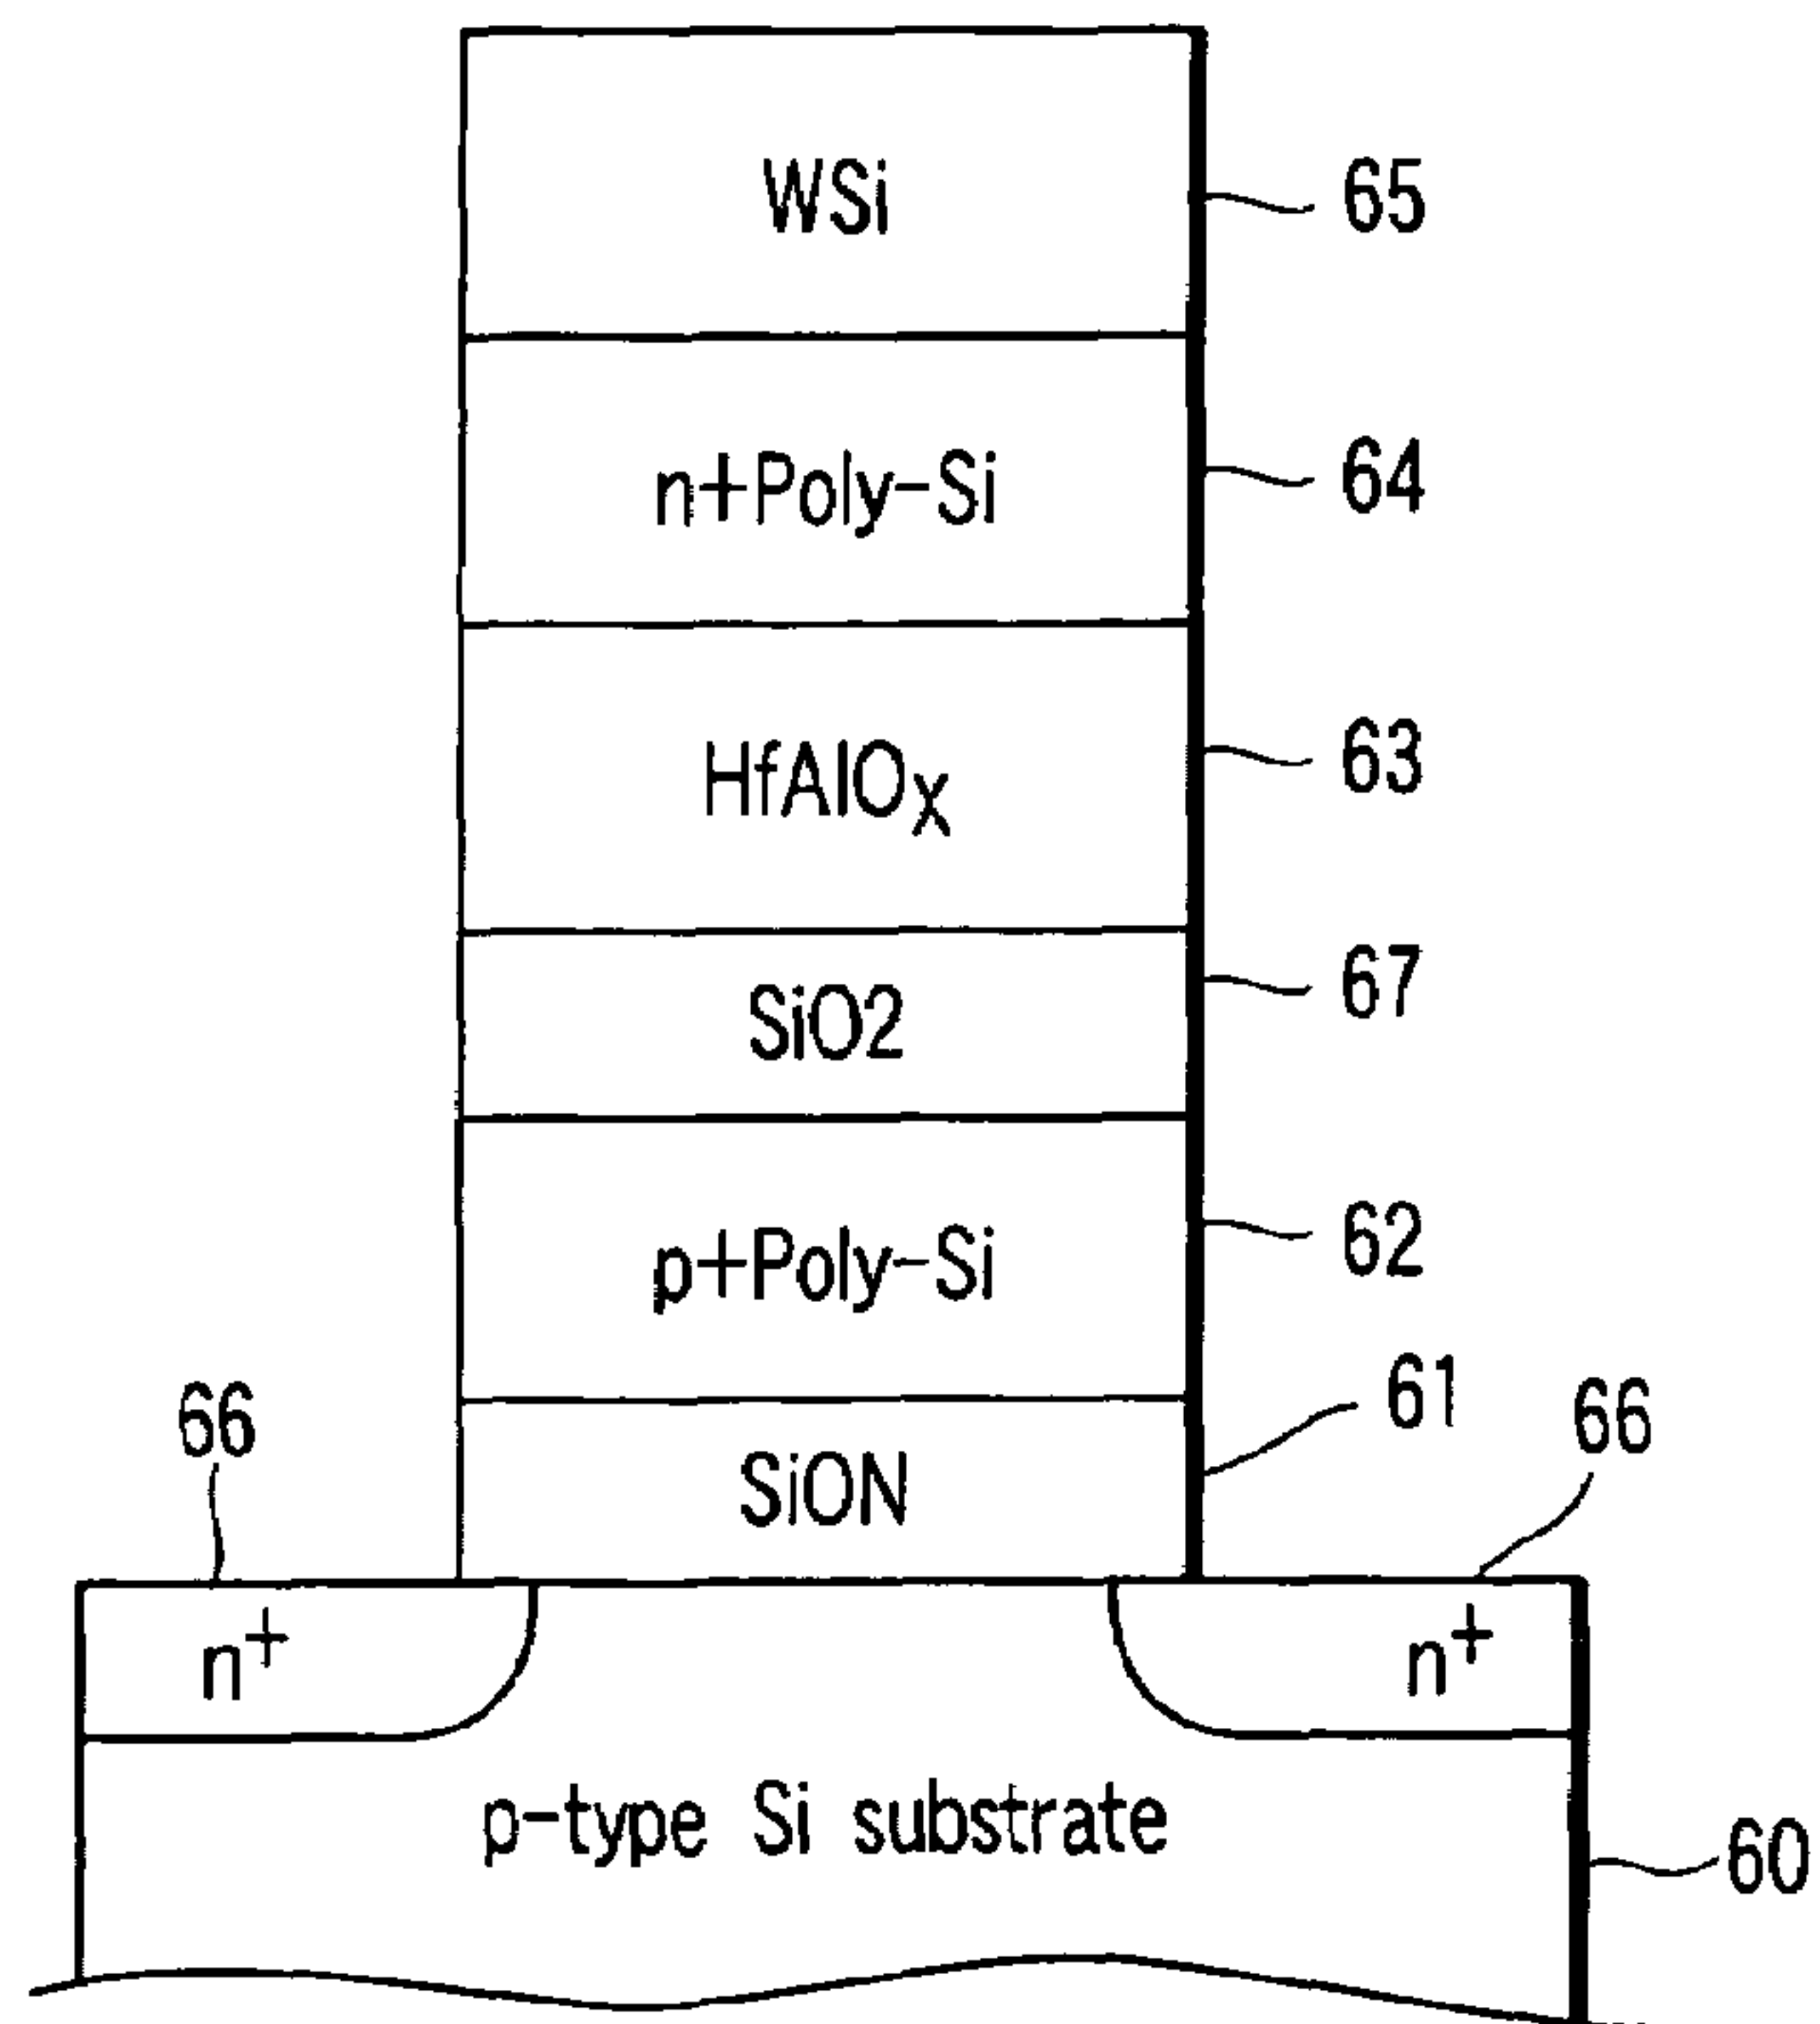 WSi 65
n+Poly-Si 64
HfAlOX 63
SiO2 67
p+Poly-Si 62
66 61 66
SiON
n+ n+
p-type Si substrate
60